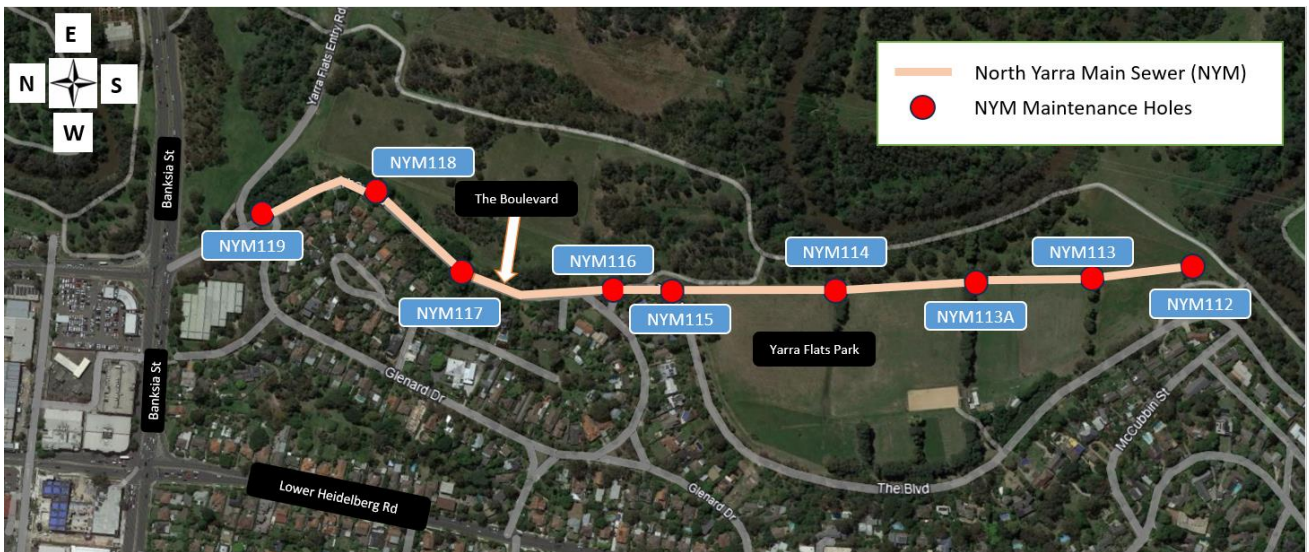 E
N
S
W
Yarra Flats Entry Rd
North Yarra Main Sewer (NYM)
NYM Maintenance Holes
Banksia St
NYM118
The Boulevard
NYM119
NYM116
NYM114
NYM113
NYM117
NYM115
NYM113A
NYM112
Yarra Flats Park
Banksia St
Glenard Dr
McCubbin St
Lower Heidelberg Rd
Glenard Dr
The Blvd